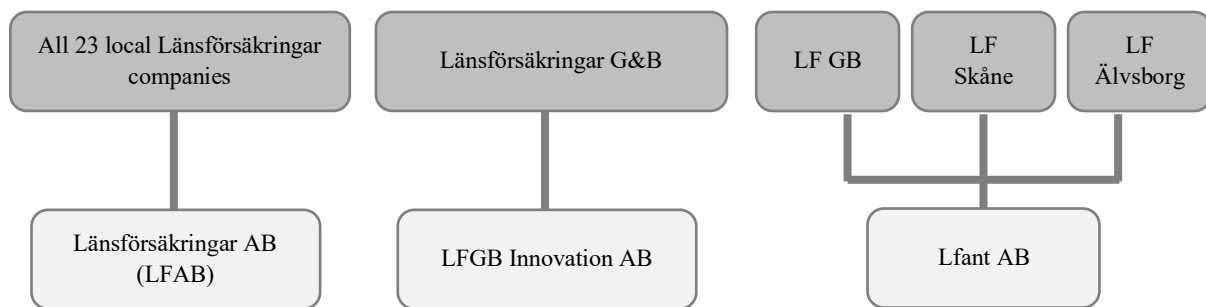 All 23 local Länsförsäkringar
companies
Länsförsäkringar G&B
LF GB
LF
Skåne
LF
Älvsborg
Länsförsäkringar AB
(LFAB)
LFGB Innovation AB
Lfant AB